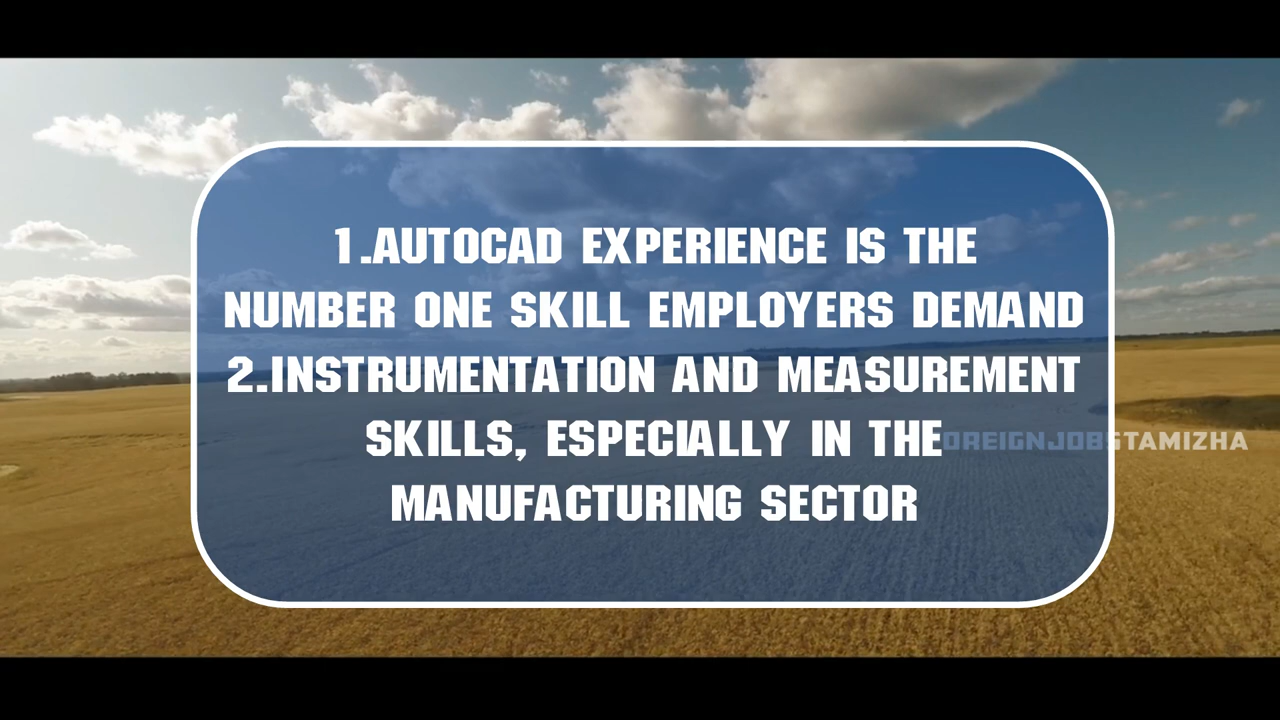 1.AUTOCAD EXPERIENCE IS THE
NUMBER ONE SKILL EMPLOYERS DEMAND
2.INSTRUMENTATION AND MEASUREMENT
SKILLS, ESPECIALLY IN THE
MANUFACTURING SECTOR
OREIGNJOBSTAMIZHA